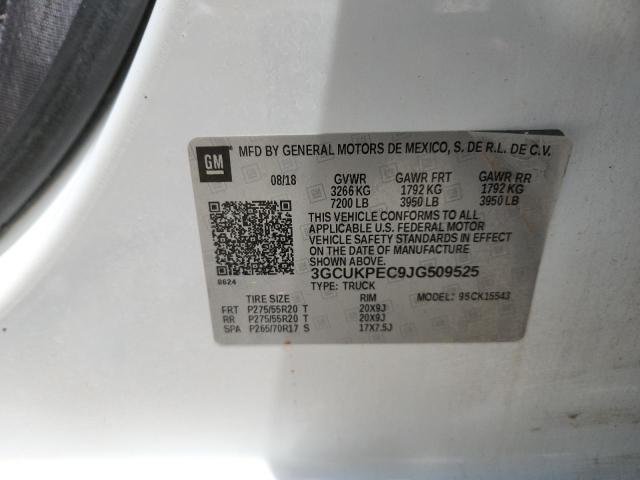 GM MFD BY GENERAL MOTORS DE MEXICO, S. DE R.L. DE C.V.
08/18 GVWR GAWR FRT GAWR RR
3266 KG 1792 KG 1792 KG
7200 LB 3950 LB 3950 LB
THIS VEHICLE CONFORMS TO ALL
APPLICABLE U.S. FEDERAL MOTOR
VEHICLE SAFETY STANDARDS IN EFFECT
ON THE DATE OF MANUFACTURE
SHOWN ABOVE.
8624 3GCUKPEC9JG509525
TYPE: TRUCK
TIRE SIZE RIM MODEL: 95CK15543
FRT P275/55R20 T 20X9J
RR P275/55R20 T 20X9J
SPA P265/70R17 S 17X7.5J